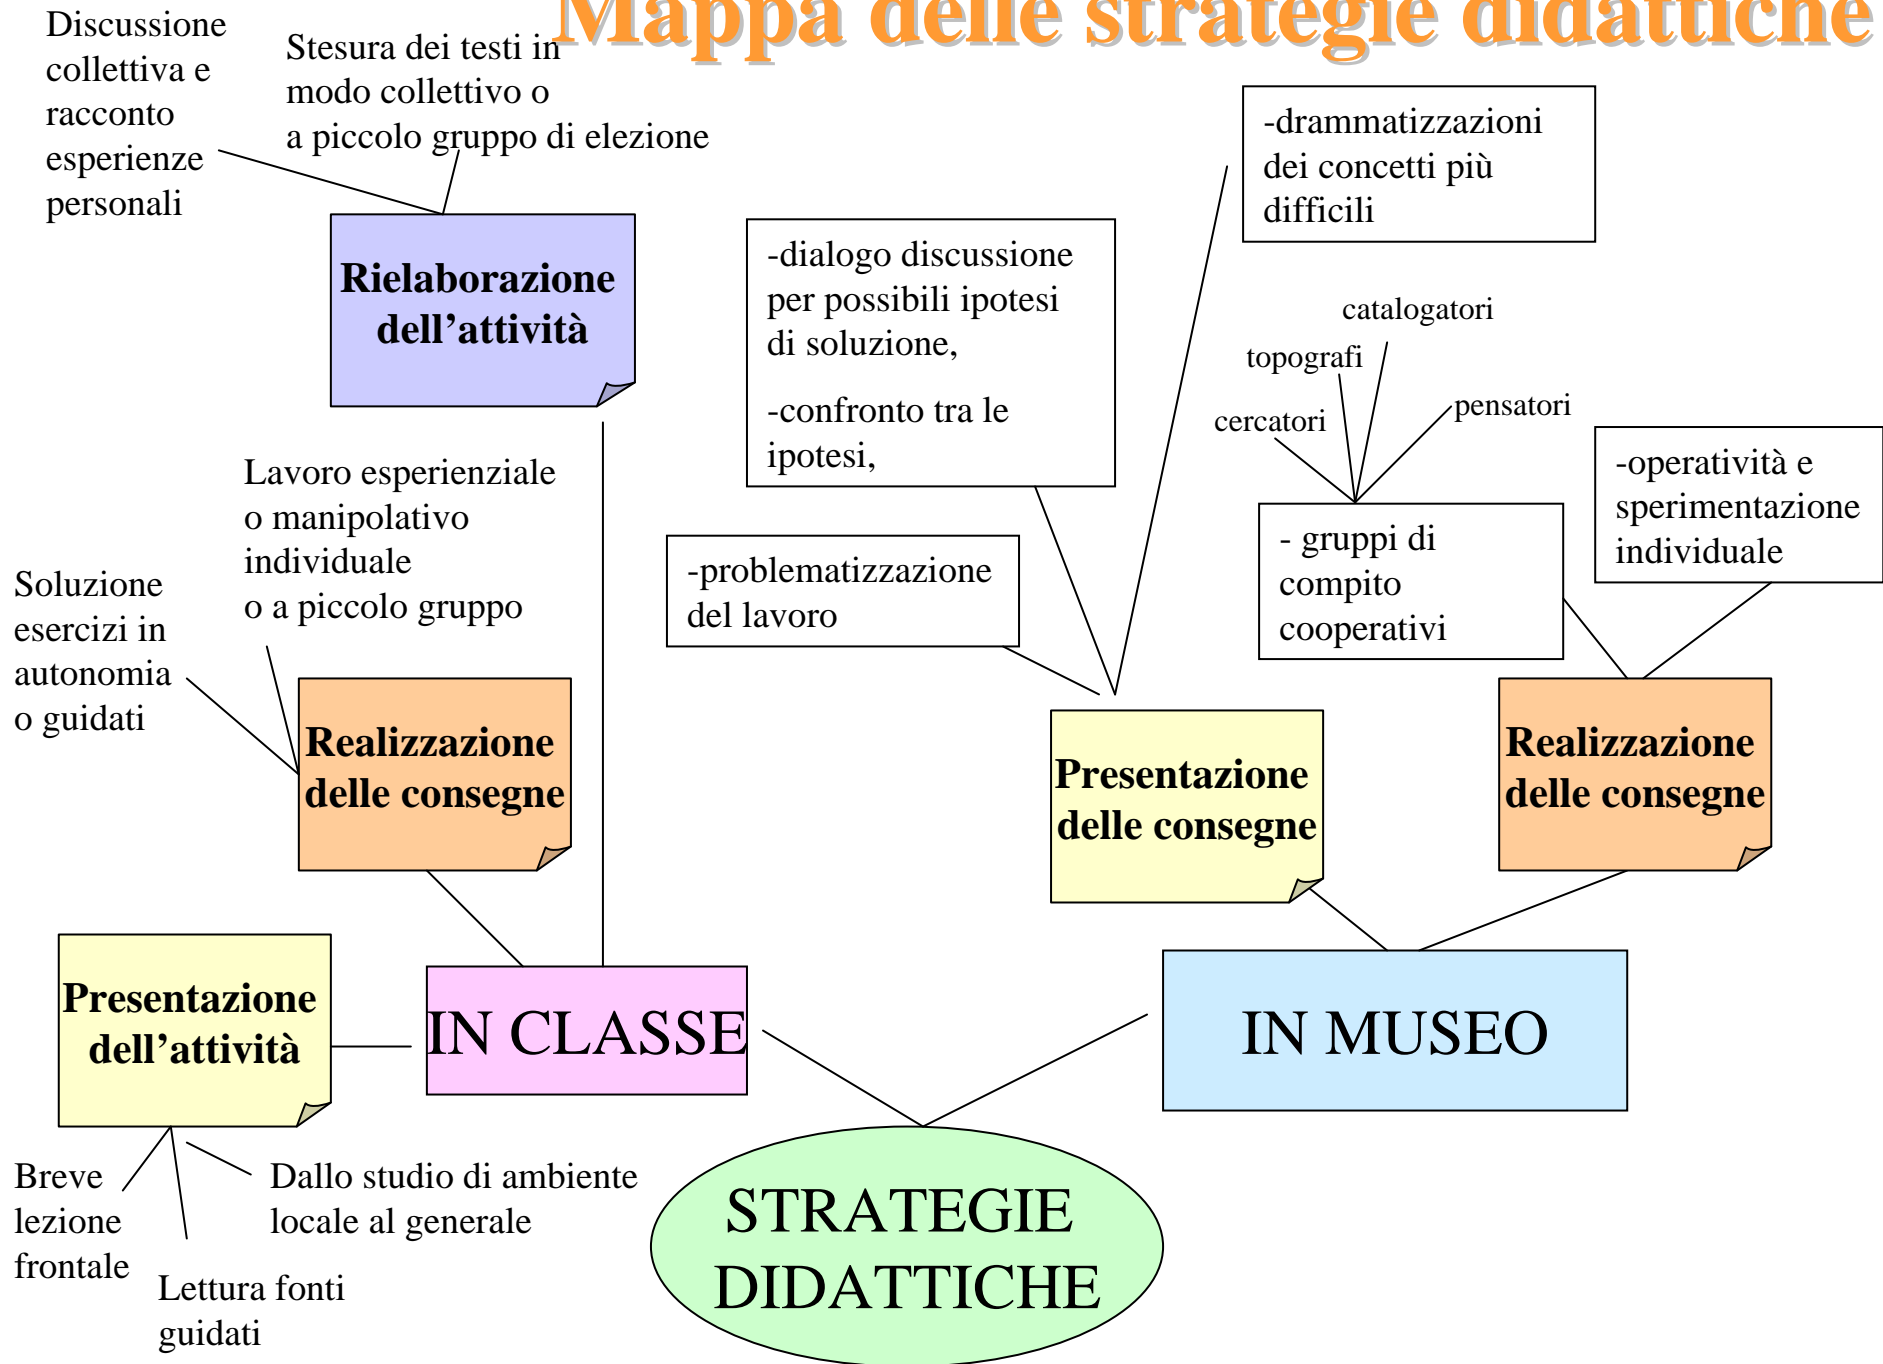 Mappa delle strategie didattiche
Discussione
collettiva e
racconto
esperienze
personali
Stesura dei testi in
modo collettivo o
a piccolo gruppo di elezione
Rielaborazione
dell’attività
-dialogo discussione
per possibili ipotesi
di soluzione,
-confronto tra le
ipotesi,
-drammatizzazioni
dei concetti più
difficili
catalogatori
topografi
cercatori
pensatori
-operatività e
sperimentazione
individuale
- gruppi di
compito
cooperativi
-problematizzazione
del lavoro
Lavoro esperienziale
o manipolativo
individuale
o a piccolo gruppo
Soluzione
esercizi in
autonomia
o guidati
Realizzazione
delle consegne
Presentazione
delle consegne
Realizzazione
delle consegne
Presentazione
dell’attività
IN CLASSE
IN MUSEO
Breve
lezione
frontale
Dallo studio di ambiente
locale al generale
Lettura fonti
guidati
STRATEGIE
DIDATTICHE